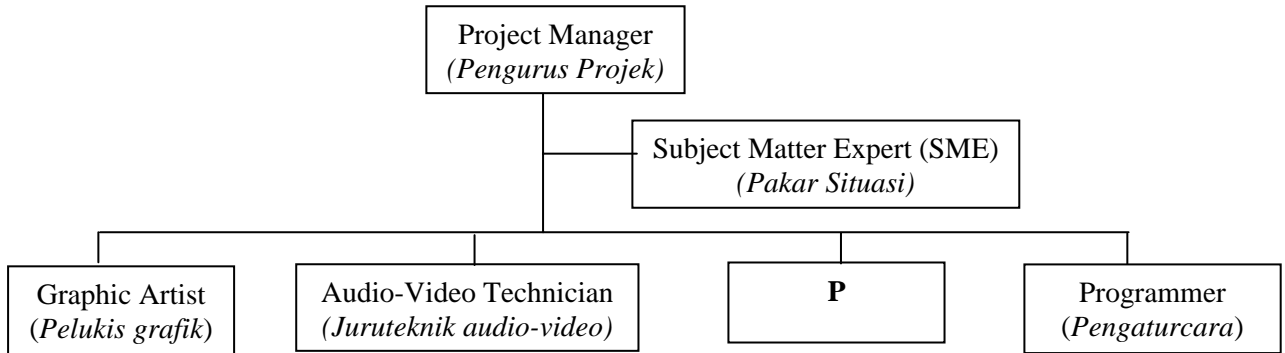 Project Manager
(Pengurus Projek)
Subject Matter Expert (SME)
(Pakar Situasi)
Graphic Artist
(Pelukis grafik)
Audio-Video Technician
(Juruteknik audio-video)
P
Programmer
(Pengaturcara)